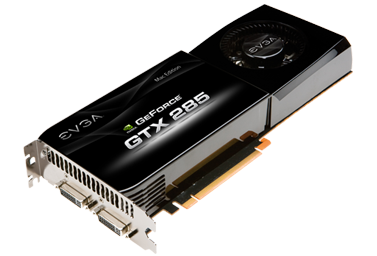 EVGA
Mac Edition
EVGA
GEFORCE
GTX 285